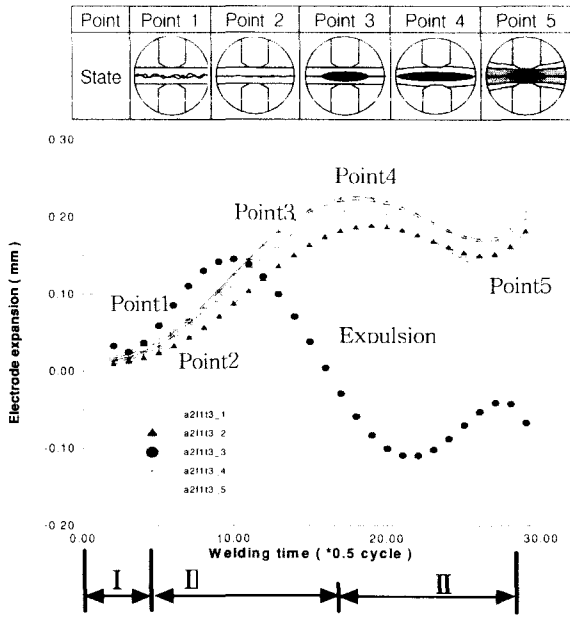 Point Point 1 Point 2 Point 3 Point 4 Point 5
State
0.30
0.20
0.10
0.00
-0.10
-0.20
Electrode expansion ( mm )
Point1
Point2
Point3
Point4
Point5
Expulsion
a2f1t3_1
a2f1t3_2
a2f1t3_3
a2f1t3_4
a2f1t3_5
0.00 10.00 20.00 30.00
Welding time ( *0.5 cycle )
I II II